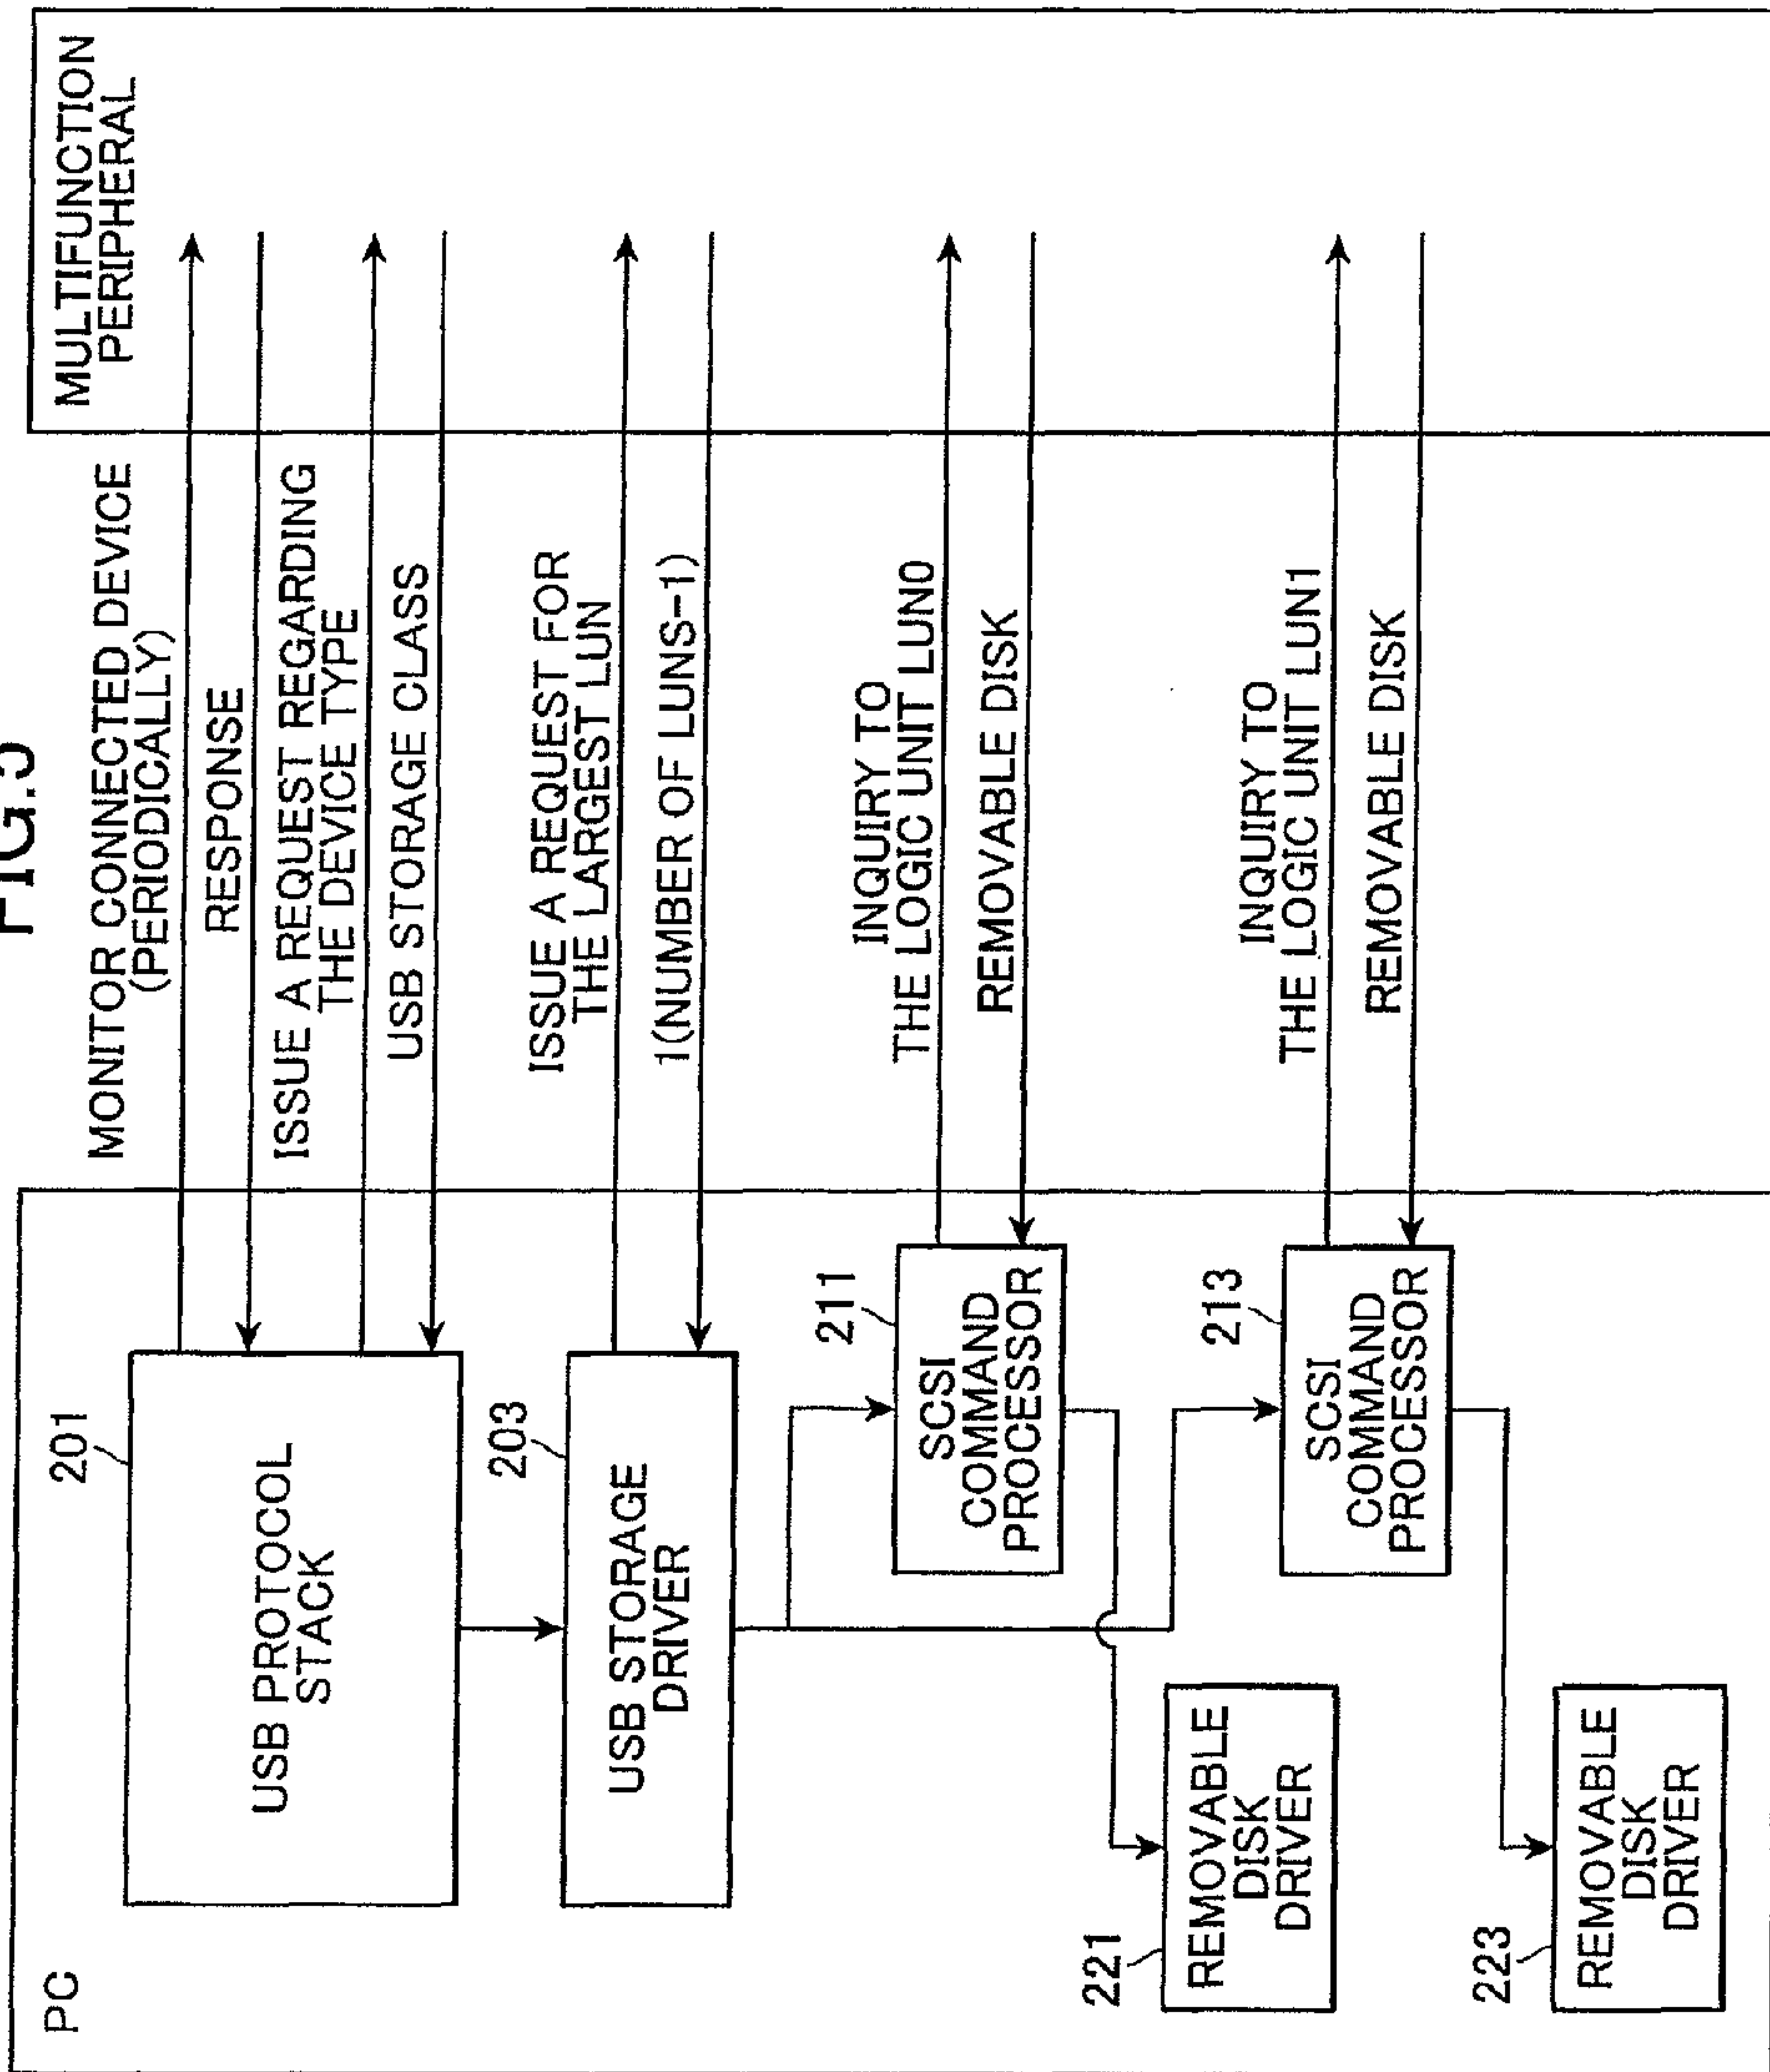 FIG.5
PC
MULTIFUNCTION
PERIPHERAL
MONITOR CONNECTED DEVICE
(PERIODICALLY)
RESPONSE
ISSUE A REQUEST REGARDING
THE DEVICE TYPE
USB STORAGE CLASS
201
USB PROTOCOL
STACK
ISSUE A REQUEST FOR
THE LARGEST LUN
1(NUMBER OF LUNS-1)
203
USB STORAGE
DRIVER
INQUIRY TO
THE LOGIC UNIT LUN0
REMOVABLE DISK
211
SCSI
COMMAND
PROCESSOR
221
REMOVABLE
DISK
DRIVER
INQUIRY TO
THE LOGIC UNIT LUN1
REMOVABLE DISK
213
SCSI
COMMAND
PROCESSOR
223
REMOVABLE
DISK
DRIVER